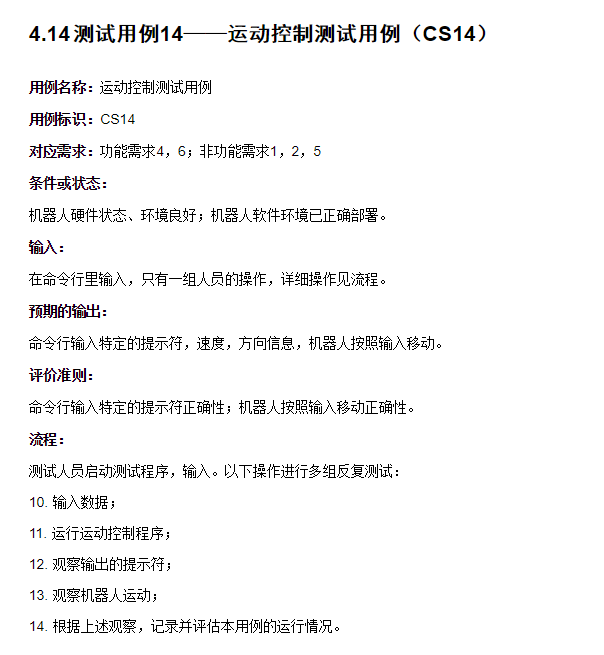 4.14 测试用例14——运动控制测试用例（CS14）
用例名称：运动控制测试用例
用例标识：CS14
对应需求：功能需求4，6；非功能需求1，2，5
条件或状态：
机器人硬件状态、环境良好；机器人软件环境已正确部署。
输入：
在命令行里输入，只有一组人员的操作，详细操作见流程。
预期的输出：
命令行输入特定的提示符，速度，方向信息，机器人按照输入移动。
评价准则：
命令行输入特定的提示符正确性；机器人按照输入移动正确性。
流程：
测试人员启动测试程序，输入。以下操作进行多组反复测试：
10. 输入数据；
11. 运行运动控制程序；
12. 观察输出的提示符；
13. 观察机器人运动；
14. 根据上述观察，记录并评估本用例的运行情况。